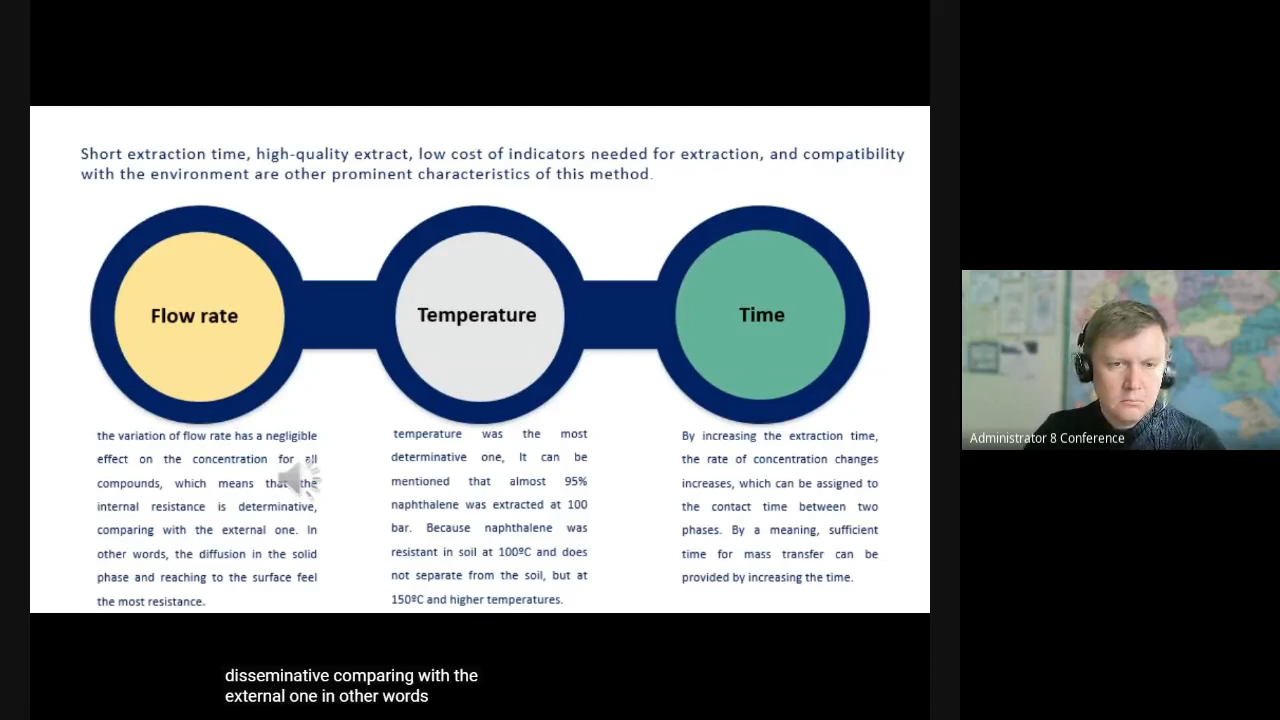 Short extraction time, high-quality extract, low cost of indicators needed for extraction, and compatibility
with the environment are other prominent characteristics of this method.
Flow rate
Temperature
Time
the variation of flow rate has a negligible
effect on the concentration for all
compounds, which means that the
internal resistance is determinative,
comparing with the external one. In
other words, the diffusion in the solid
phase and reaching to the surface feel
the most resistance.
temperature was the most
determinative one, It can be
mentioned that almost 95%
naphthalene was extracted at 100
bar. Because naphthalene was
resistant in soil at 100ºC and does
not separate from the soil, but at
150ºC and higher temperatures.
By increasing the extraction time,
the rate of concentration changes
increases, which can be assigned to
the contact time between two
phases. By a meaning, sufficient
time for mass transfer can be
provided by increasing the time.
Administrator 8 Conference
disseminative comparing with the
external one in other words